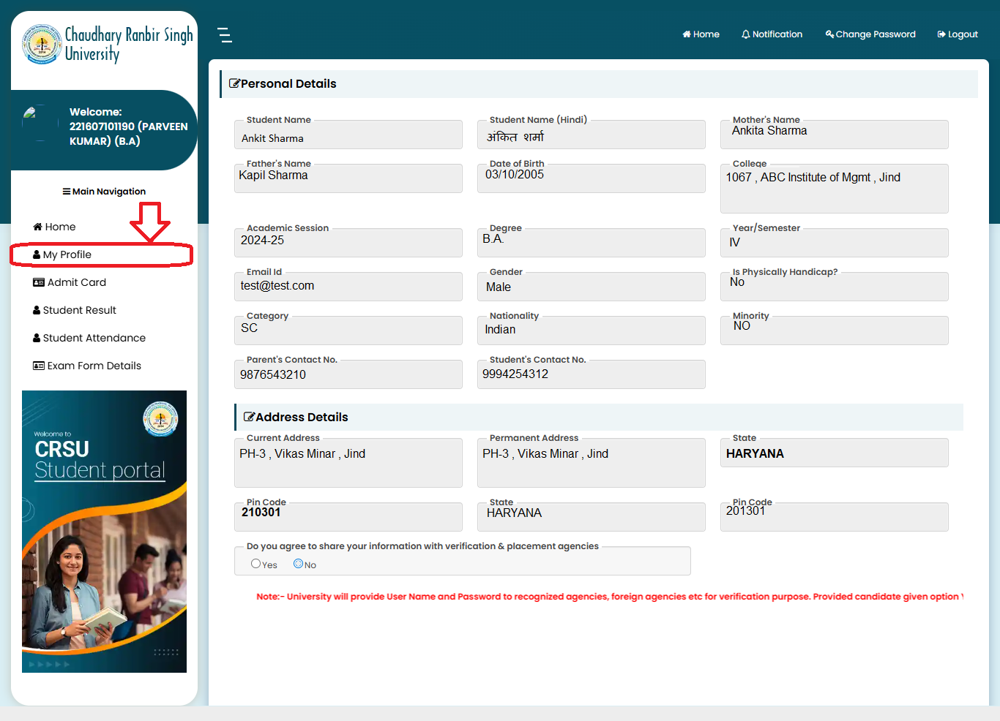 Chaudhary Ranbir Singh
University
Home
Notification
Change Password
Logout
Welcome:
221607101190 (PARVEEN
KUMAR) (B.A)
Main Navigation
Home
My Profile
Admit Card
Student Result
Student Attendance
Exam Form Details
Welcome to
CRSU
Student portal
Personal Details
Student Name
Ankit Sharma
Student Name (Hindi)
अंकित शर्मा
Mother's Name
Ankita Sharma
Father's Name
Kapil Sharma
Date of Birth
03/10/2005
College
1067 , ABC Institute of Mgmt , Jind
Academic Session
2024-25
Degree
B.A.
Year/Semester
IV
Email Id
test@test.com
Gender
Male
Is Physically Handicap?
No
Category
SC
Nationality
Indian
Minority
NO
Parent's Contact No.
9876543210
Student's Contact No.
9994254312
Address Details
Current Address
PH-3 , Vikas Minar , Jind
Permanent Address
PH-3 , Vikas Minar , Jind
State
HARYANA
Pin Code
210301
State
HARYANA
Pin Code
201301
Do you agree to share your information with verification & placement agencies
Yes No
Note:- University will provide User Name and Password to recognized agencies, foreign agencies etc for verification purpose. Provided candidate given option